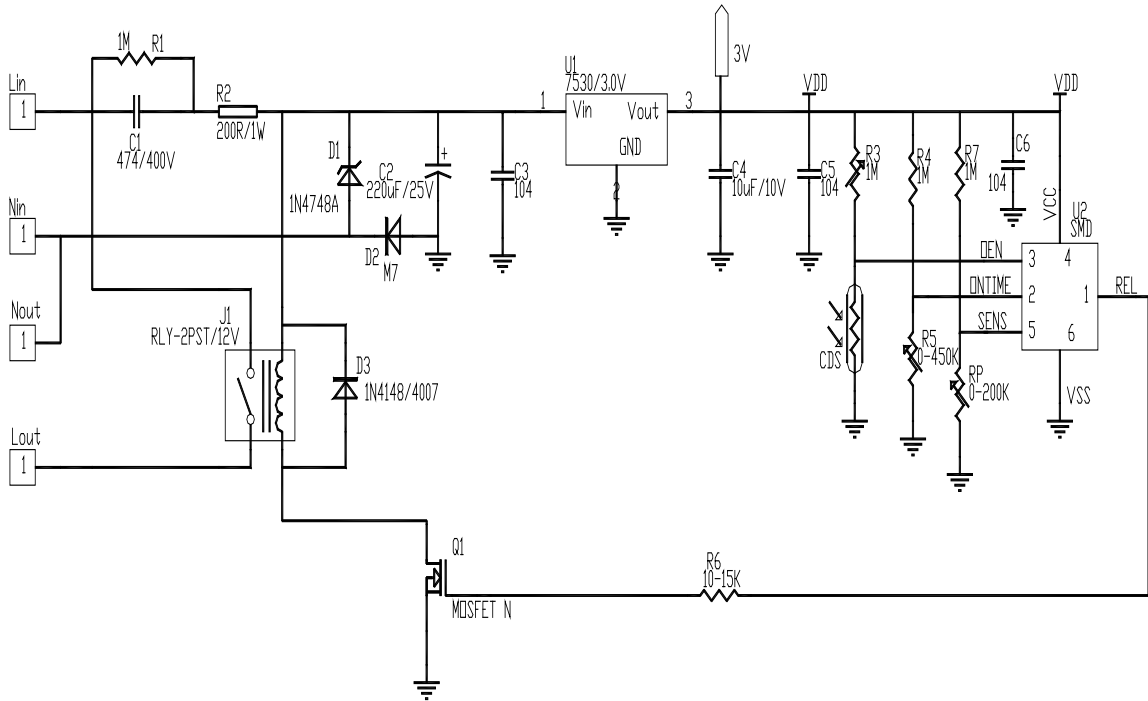 1M R1
Lin
1
C1
474/400V
R2
200R/1W
U1
7530/3.0V
1
Vin
Vout
3
GND
2
3V
VDD
VDD
D1
1N4748A
C2
220uF/25V
+
C3
104
C4
10uF/10V
C5
104
R3
1M
R4
1M
R7
1M
C6
104
VCC
U2
SMD
Nin
1
D2
M7
OEN
3
4
ONTIME
2
1
REL
SENS
5
6
Nout
1
J1
RLY-2PST/12V
D3
1N4148/4007
CDS
R5
0-450K
RP
0-200K
VSS
Lout
1
Q1
MOSFET N
R6
10-15K